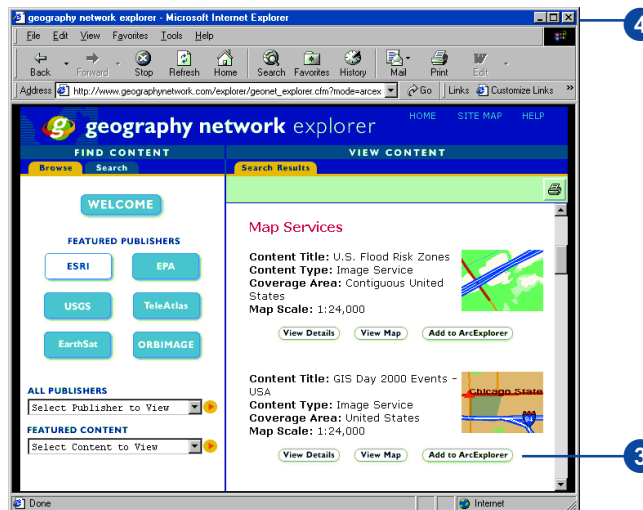 geography network explorer - Microsoft Internet Explorer
4
File Edit View Favorites Tools Help
Back Forward Stop Refresh Home Search Favorites History Mail Print Edit
Address http://www.geographynetwork.com/explorer/geonet_explorer.cfm?mode=arcex Go Links Customize Links »
g geography network explorer HOME SITE MAP HELP
FIND CONTENT VIEW CONTENT
Browse Search Search Results
WELCOME
FEATURED PUBLISHERS
ESRI EPA
USGS TeleAtlas
EarthSat ORBIMAGE
ALL PUBLISHERS
Select Publisher to View
FEATURED CONTENT
Select Content to View
Map Services
Content Title: U.S. Flood Risk Zones
Content Type: Image Service
Coverage Area: Contiguous United
States
Map Scale: 1:24,000
View Details View Map Add to ArcExplorer
Content Title: GIS Day 2000 Events -
USA
Content Type: Image Service
Coverage Area: United States
Map Scale: 1:24,000
Chicago State
94
View Details View Map Add to ArcExplorer
3
Done Internet